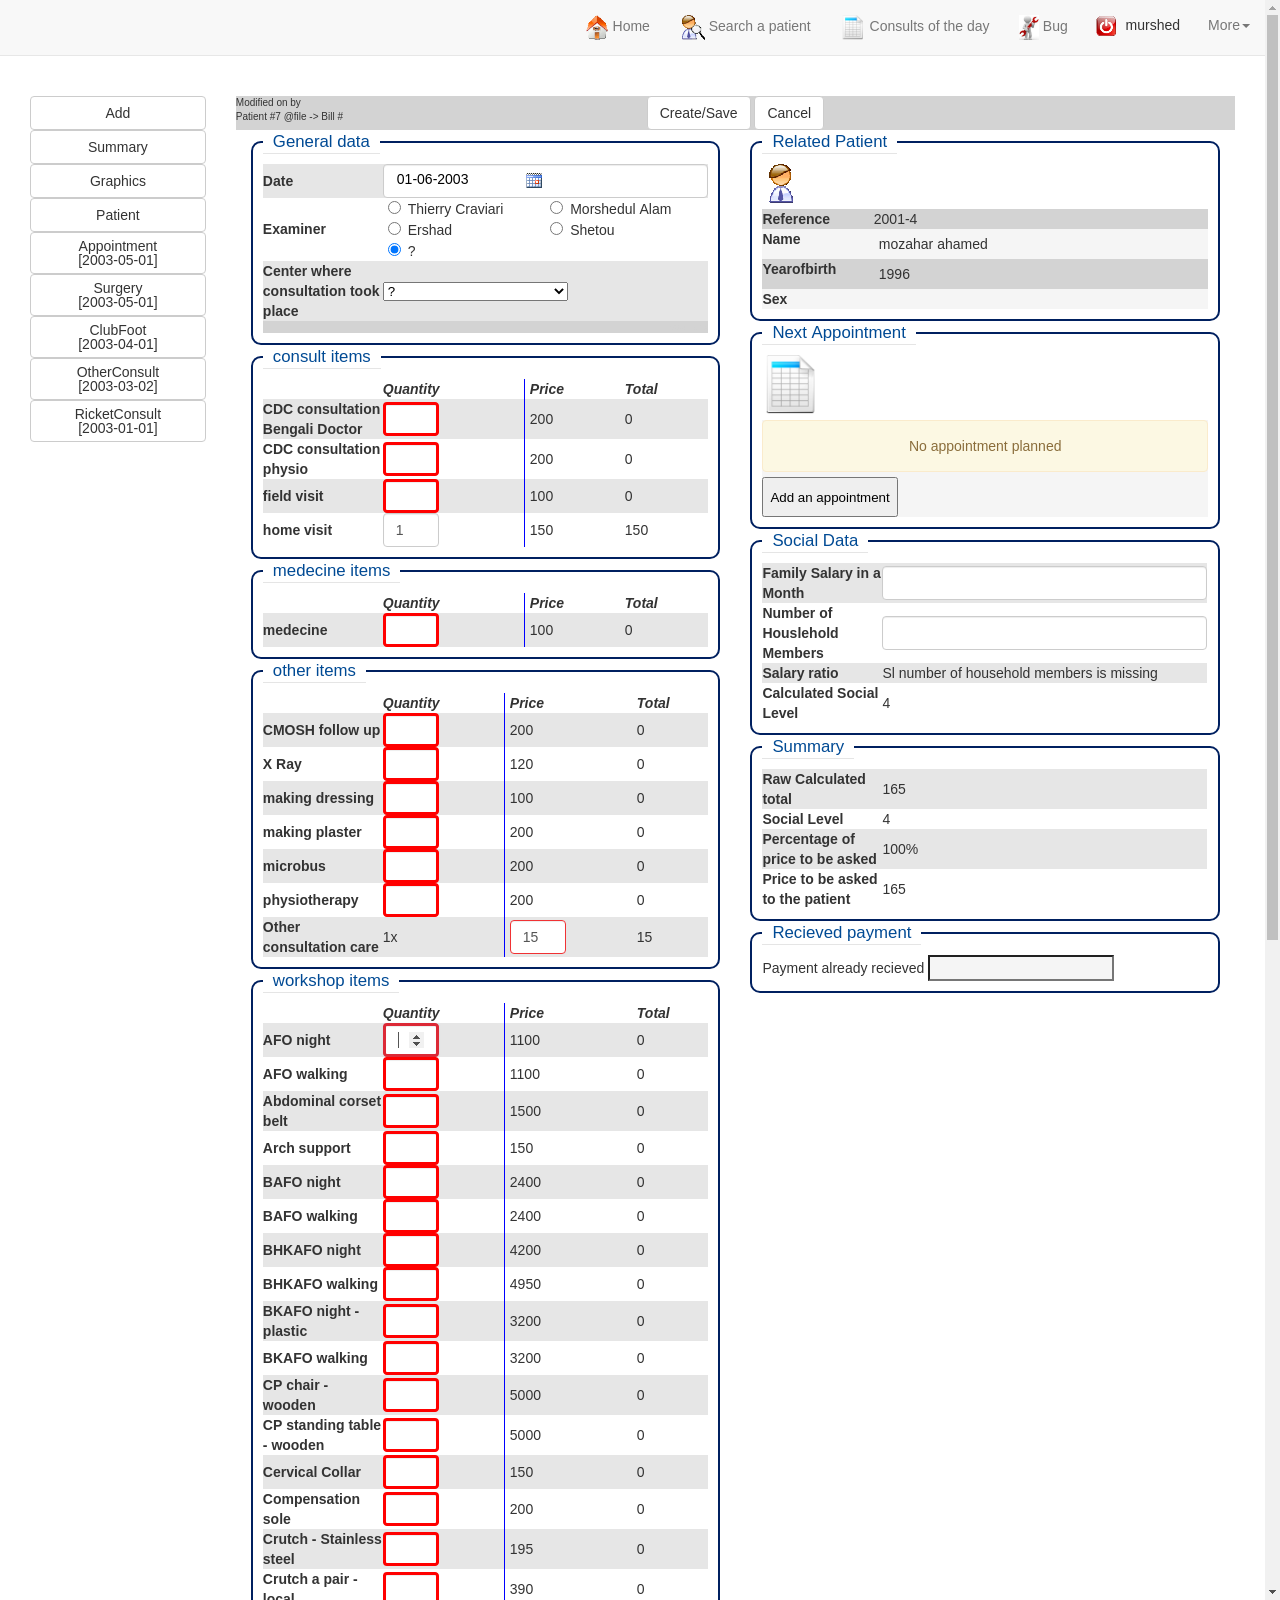 Home
Search a patient
Consults of the day
Bug
murshed
More
Add
Summary
Graphics
Patient
Appointment
[2003-05-01]
Surgery
[2003-05-01]
ClubFoot
[2003-04-01]
OtherConsult
[2003-03-02]
RicketConsult
[2003-01-01]
Modified on by
Patient #7 @file -> Bill #
Create/Save
Cancel
General data
Date 01-06-2003
Examiner
Thierry Craviari Morshedul Alam
Ershad Shetou
?
Center where
consultation took
place
?
consult items
Quantity Price Total
CDC consultation
Bengali Doctor
200 0
CDC consultation
physio
200 0
field visit 100 0
home visit 1 150 150
medecine items
Quantity Price Total
medecine 100 0
other items
Quantity Price Total
CMOSH follow up 200 0
X Ray 120 0
making dressing 100 0
making plaster 200 0
microbus 200 0
physiotherapy 200 0
Other
consultation care
1x 15 15
workshop items
Quantity Price Total
AFO night 1100 0
AFO walking 1100 0
Abdominal corset
belt
1500 0
Arch support 150 0
BAFO night 2400 0
BAFO walking 2400 0
BHKAFO night 4200 0
BHKAFO walking 4950 0
BKAFO night -
plastic
3200 0
BKAFO walking 3200 0
CP chair -
wooden
5000 0
CP standing table
- wooden
5000 0
Cervical Collar 150 0
Compensation
sole
200 0
Crutch - Stainless
steel
195 0
Crutch a pair -
local
390 0
Related Patient
Reference 2001-4
Name mozahar ahamed
Yearofbirth 1996
Sex
Next Appointment
No appointment planned
Add an appointment
Social Data
Family Salary in a
Month
Number of
Houslehold
Members
Salary ratio Sl number of household members is missing
Calculated Social
Level
4
Summary
Raw Calculated
total
165
Social Level 4
Percentage of
price to be asked
100%
Price to be asked
to the patient
165
Recieved payment
Payment already recieved